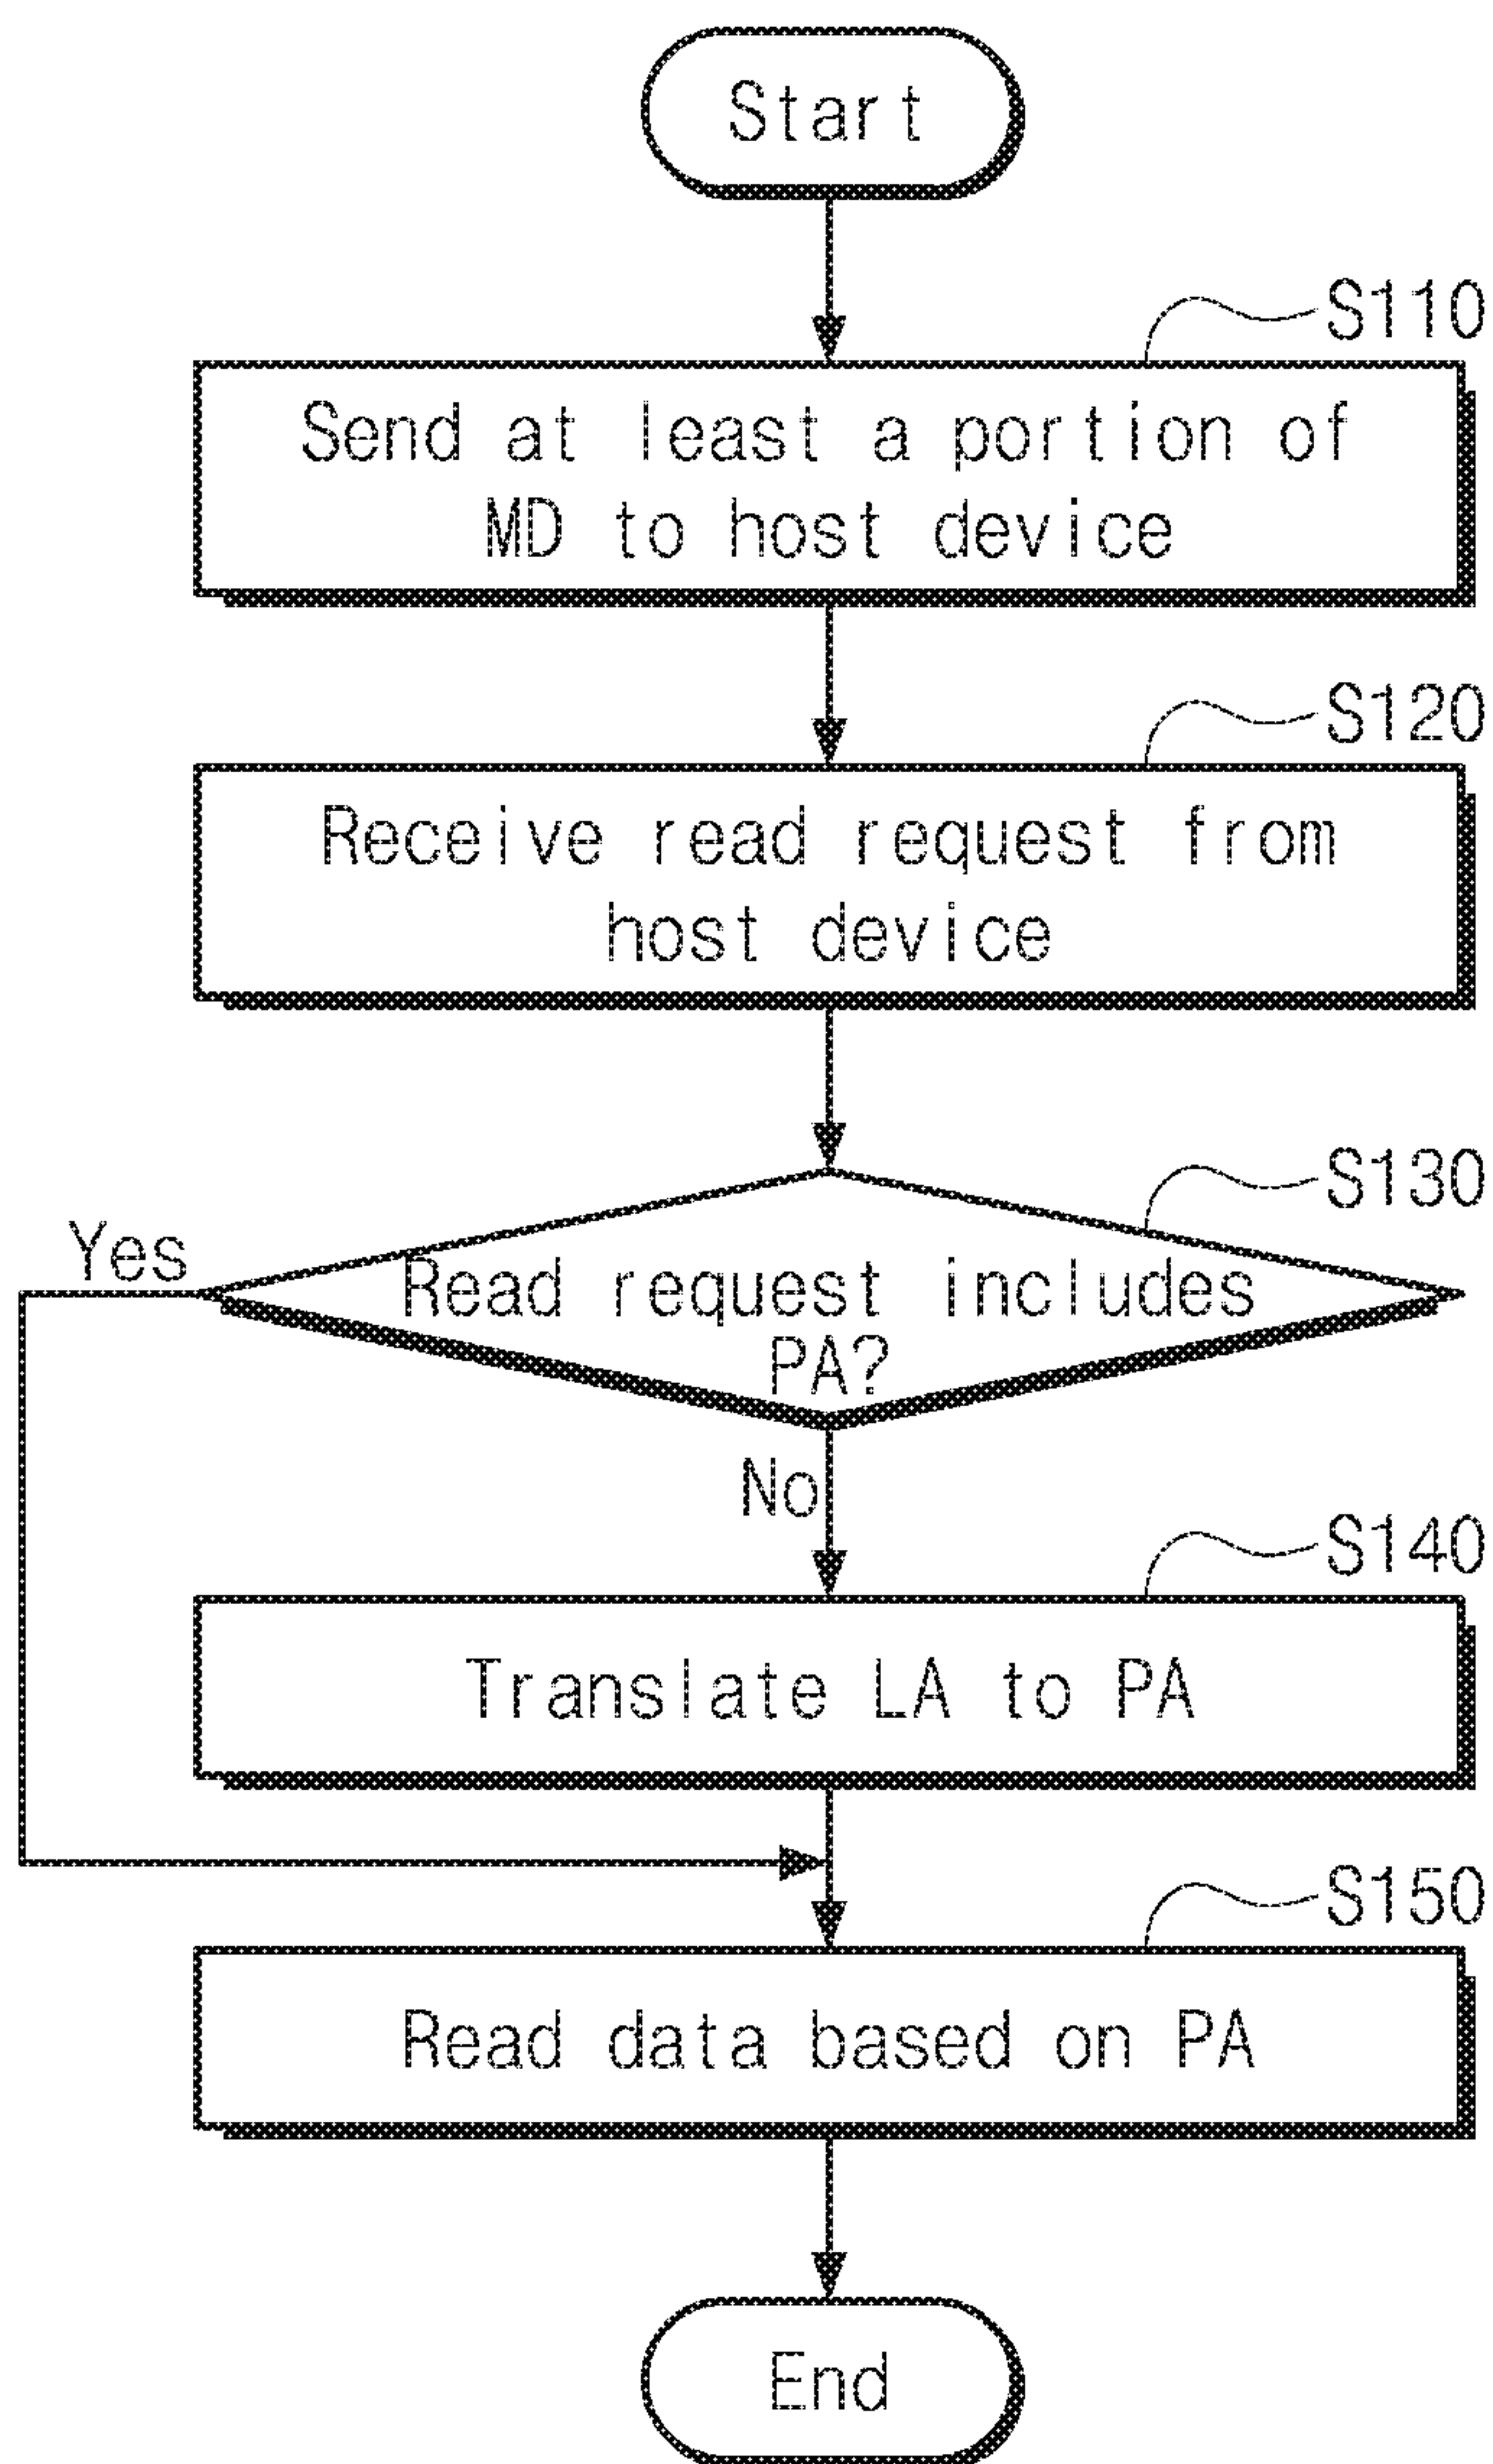 Start
S110
Send at least a portion of
MD to host device
S120
Receive read request from
host device
S130
Yes
Read request includes
PA?
No
S140
Translate LA to PA
S150
Read data based on PA
End